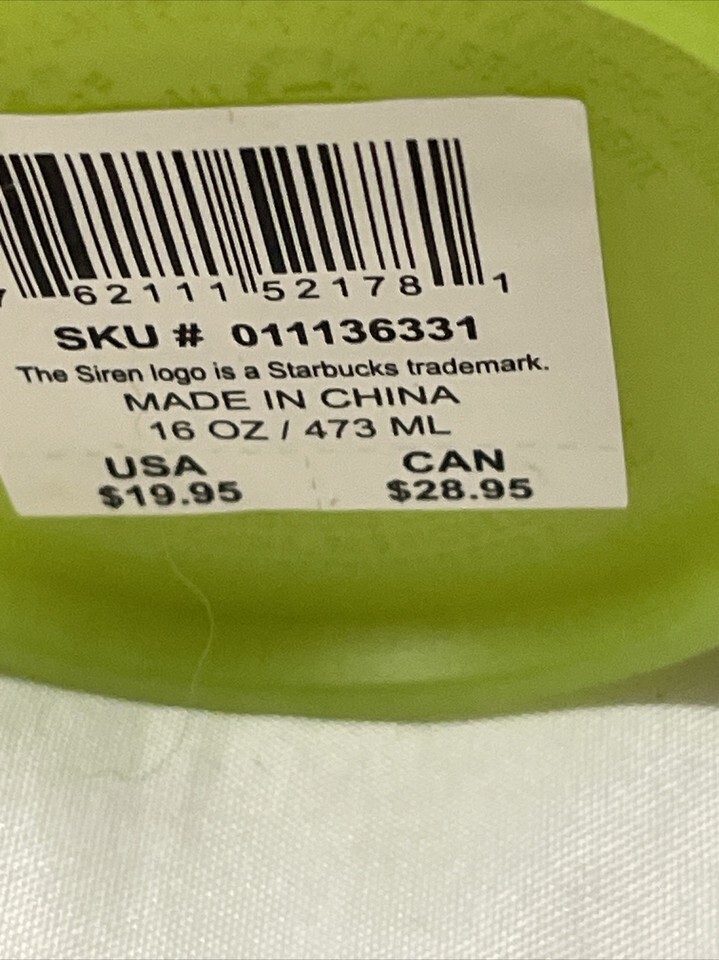 7 62111 52178 1
SKU # 011136331
The Siren logo is a Starbucks trademark.
MADE IN CHINA
16 OZ / 473 ML
USA CAN
$19.95 $28.95